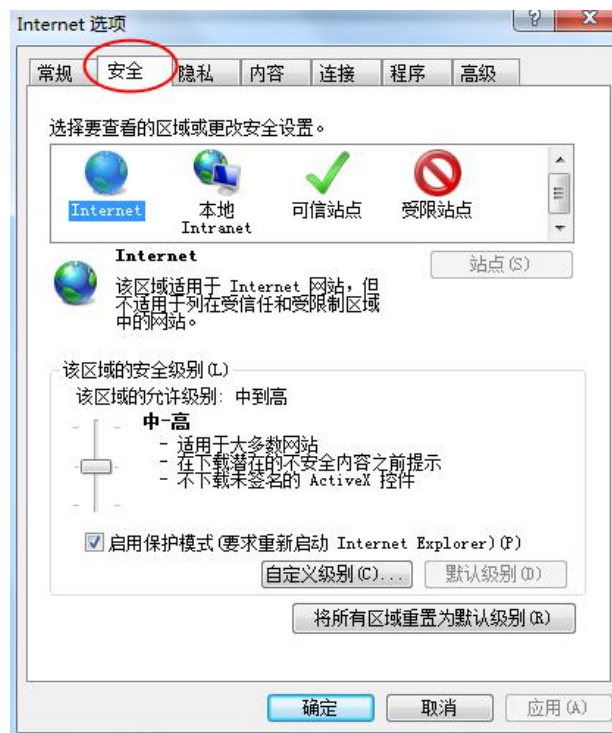 Internet 选项
常规 安全 隐私 内容 连接 程序 高级
选择要查看的区域或更改安全设置。
Internet 本地 可信站点 受限站点
Intranet
Internet
站点(S)
该区域适用于 Internet 网站，但
不适用于列在受信任和受限制区域
中的网站。
该区域的安全级别(L)
该区域的允许级别: 中到高
中-高
- 适用于大多数网站
- 在下载潜在的不安全内容之前提示
- 不下载未签名的 ActiveX 控件
启用保护模式(要求重新启动 Internet Explorer)(P)
自定义级别(C)... 默认级别(D)
将所有区域重置为默认级别(R)
确定 取消 应用(A)